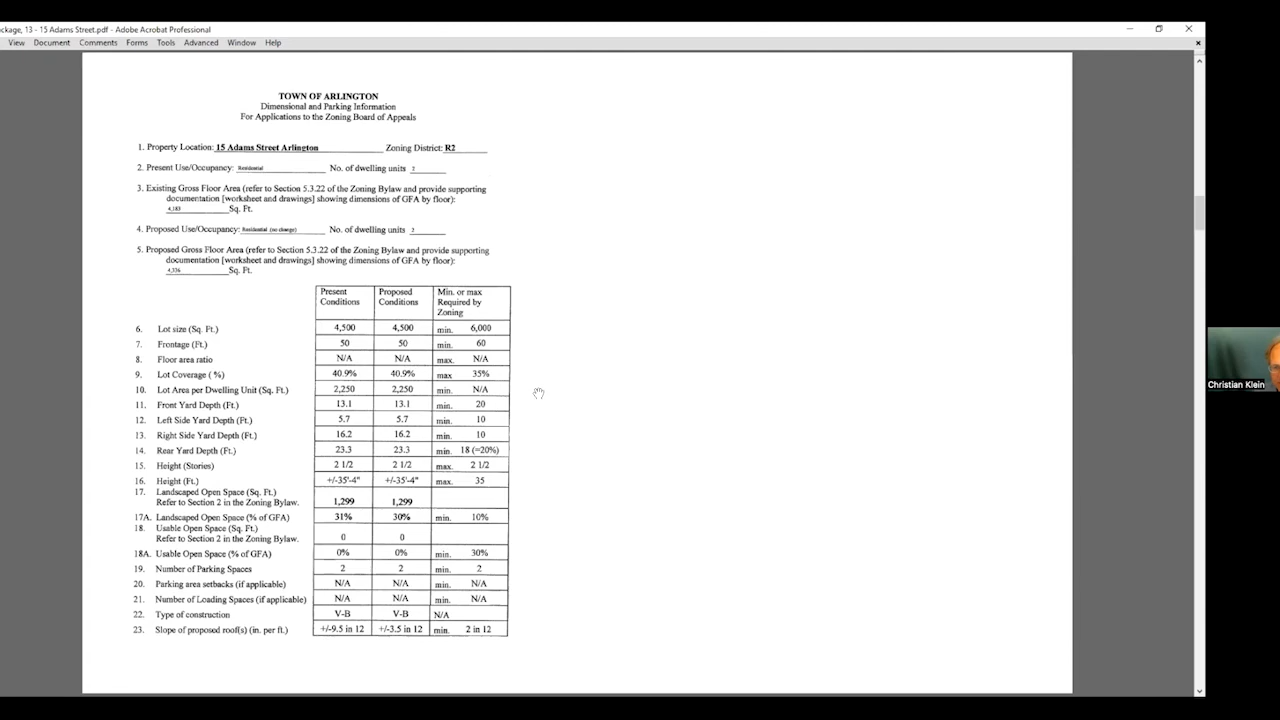 ckage, 13 - 15 Adams Street.pdf - Adobe Acrobat Professional
View Document Comments Forms Tools Advanced Window Help
TOWN OF ARLINGTON
Dimensional and Parking Information
For Applications to the Zoning Board of Appeals
1. Property Location: 15 Adams Street Arlington Zoning District: R2
2. Present Use/Occupancy: Residential No. of dwelling units 2
3. Existing Gross Floor Area (refer to Section 5.3.22 of the Zoning Bylaw and provide supporting
documentation [worksheet and drawings] showing dimensions of GFA by floor):
4,183 Sq. Ft.
4. Proposed Use/Occupancy: Residential (no change) No. of dwelling units 2
5. Proposed Gross Floor Area (refer to Section 5.3.22 of the Zoning Bylaw and provide supporting
documentation [worksheet and drawings] showing dimensions of GFA by floor):
4,336 Sq. Ft.
Present Conditions Proposed Conditions Min. or max Required by Zoning
6. Lot size (Sq. Ft.) 4,500 4,500 min. 6,000
7. Frontage (Ft.) 50 50 min. 60
8. Floor area ratio N/A N/A max. N/A
9. Lot Coverage ( %) 40.9% 40.9% max 35%
10. Lot Area per Dwelling Unit (Sq. Ft.) 2,250 2,250 min. N/A
11. Front Yard Depth (Ft.) 13.1 13.1 min. 20
12. Left Side Yard Depth (Ft.) 5.7 5.7 min. 10
13. Right Side Yard Depth (Ft.) 16.2 16.2 min. 10
14. Rear Yard Depth (Ft.) 23.3 23.3 min. 18 (=20%)
15. Height (Stories) 2 1/2 2 1/2 max. 2 1/2
16. Height (Ft.) +/-35'-4" +/-35'-4" max. 35
17. Landscaped Open Space (Sq. Ft.)
Refer to Section 2 in the Zoning Bylaw. 1,299 1,299
17A. Landscaped Open Space (% of GFA) 31% 30% min. 10%
18. Usable Open Space (Sq. Ft.)
Refer to Section 2 in the Zoning Bylaw. 0 0
18A. Usable Open Space (% of GFA) 0% 0% min. 30%
19. Number of Parking Spaces 2 2 min. 2
20. Parking area setbacks (if applicable) N/A N/A min. N/A
21. Number of Loading Spaces (if applicable) N/A N/A min. N/A
22. Type of construction V-B V-B N/A
23. Slope of proposed roof(s) (in. per ft.) +/-9.5 in 12 +/-3.5 in 12 min. 2 in 12
Christian Klein